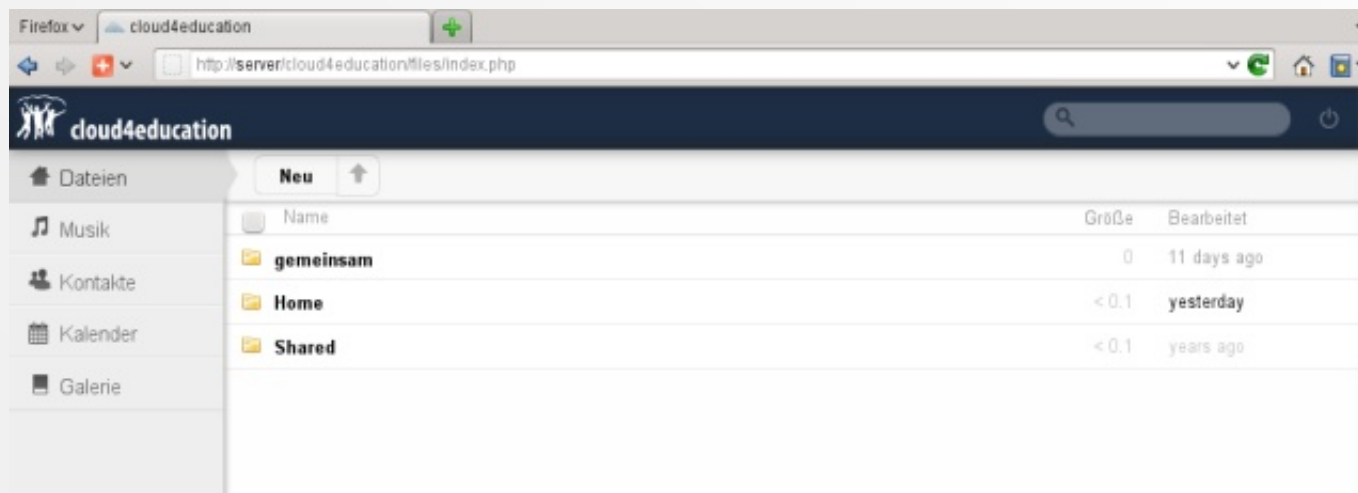 Firefox
cloud4education
http://server/cloud4education/files/index.php
cloud4education
Dateien
Musik
Kontakte
Kalender
Galerie
Neu
Name Größe Bearbeitet
gemeinsam 0 11 days ago
Home < 0.1 yesterday
Shared < 0.1 years ago